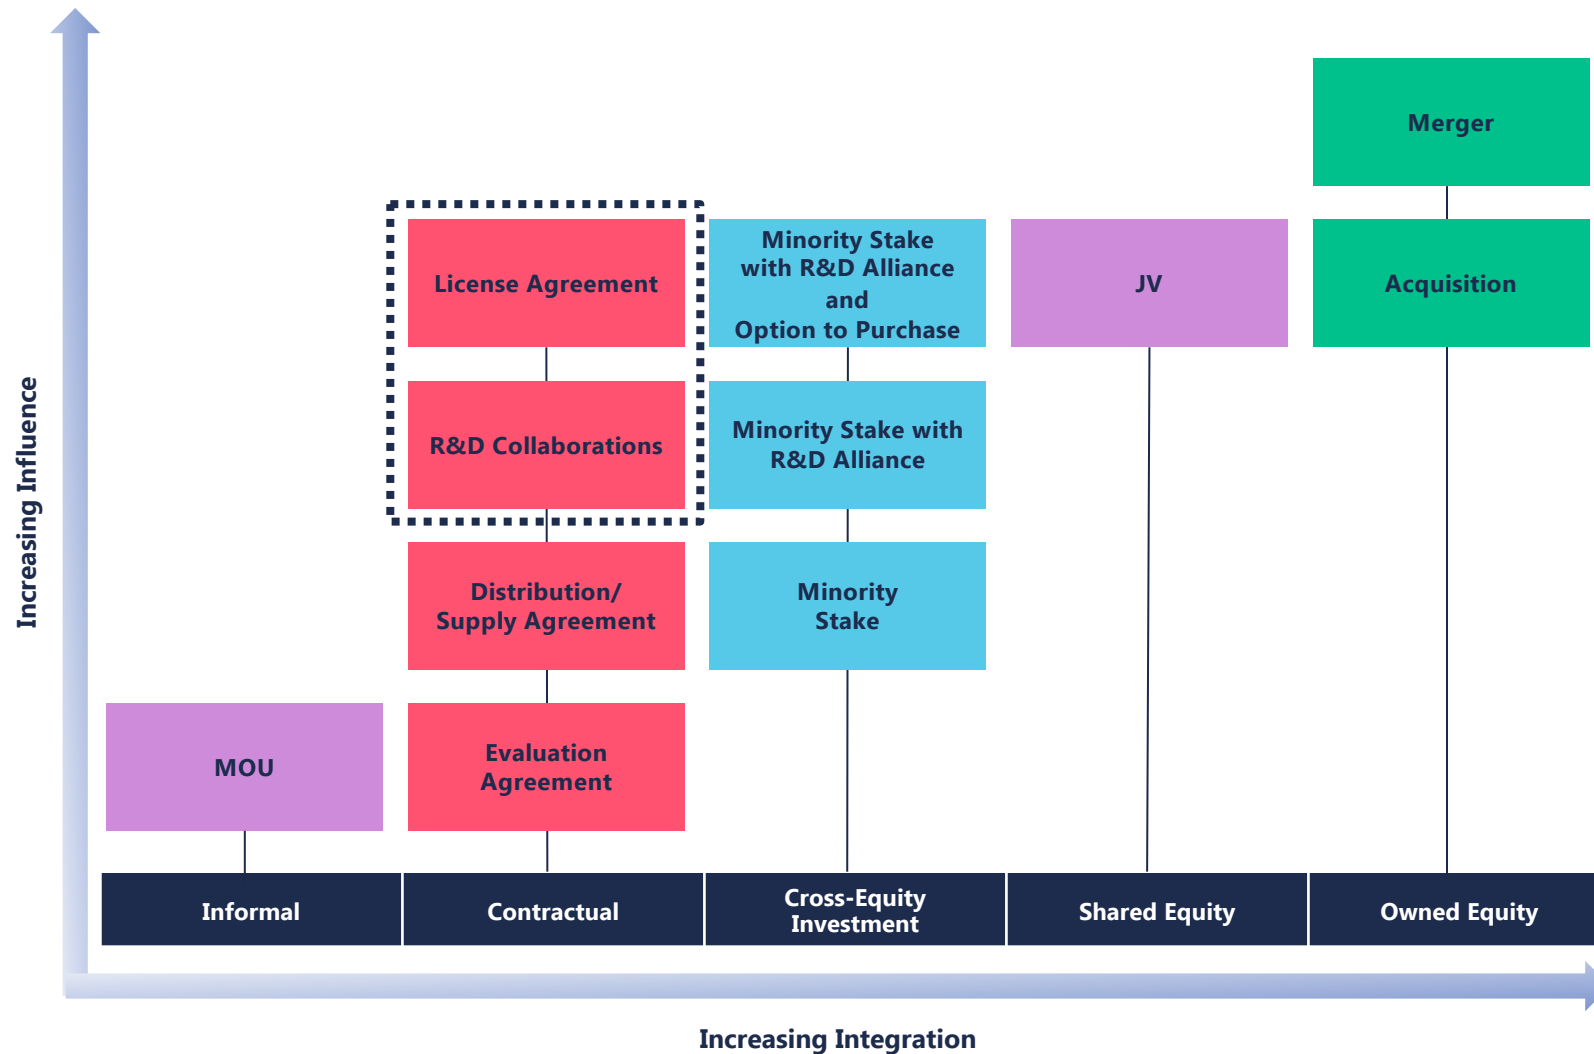 Increasing Influence
Merger
License Agreement
Minority Stake
with R&D Alliance
and
Option to Purchase
JV
Acquisition
R&D Collaborations
Minority Stake with
R&D Alliance
Distribution/
Supply Agreement
Minority
Stake
MOU
Evaluation
Agreement
Informal
Contractual
Cross-Equity
Investment
Shared Equity
Owned Equity
Increasing Integration